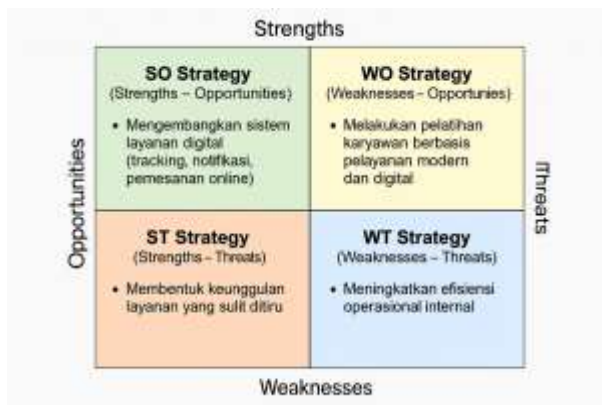 Strengths
SO Strategy
(Strengths – Opportunities)
• Mengembangkan sistem
layanan digital
(tracking, notifikasi,
pemesanan online)
WO Strategy
(Weaknesses – Opportunies)
• Melakukan pelatihan
karyawan berbasis
pelayanan modern
dan digital
Opportunities
Threats
ST Strategy
(Strengths – Threats)
• Membentuk keunggulan
layanan yang sulit ditiru
WT Strategy
(Weaknesses – Threats)
• Meningkatkan efisiensi
operasional internal
Weaknesses